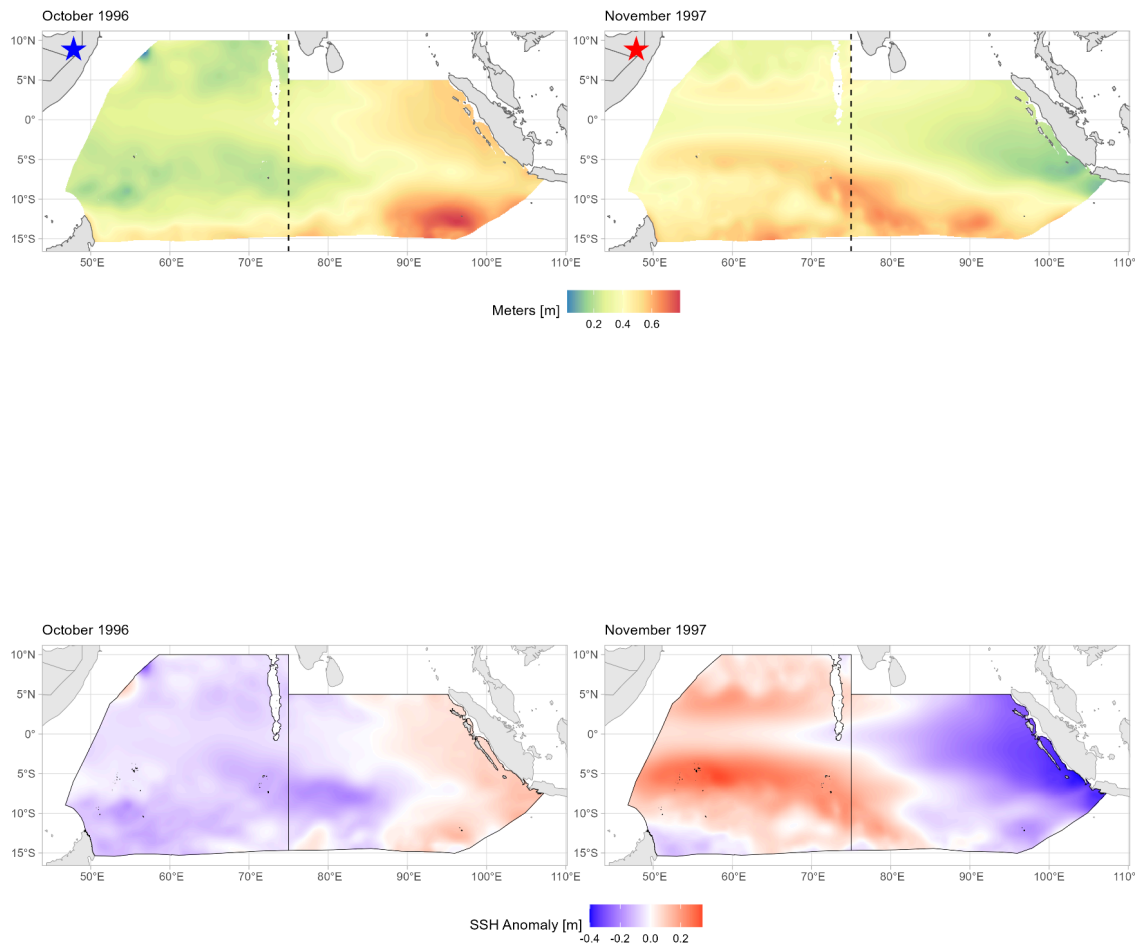 October 1996
November 1997
10°N
5°N
0°
5°S
10°S
15°S
50°E 60°E 70°E 80°E 90°E 100°E 110°E
10°N
5°N
0°
5°S
10°S
15°S
50°E 60°E 70°E 80°E 90°E 100°E 110°
Meters [m]
0.2 0.4 0.6
October 1996
November 1997
10°N
5°N
0°
5°S
10°S
15°S
50°E 60°E 70°E 80°E 90°E 100°E 110°E
10°N
5°N
0°
5°S
10°S
15°S
50°E 60°E 70°E 80°E 90°E 100°E 110°
SSH Anomaly [m]
-0.4 -0.2 0.0 0.2